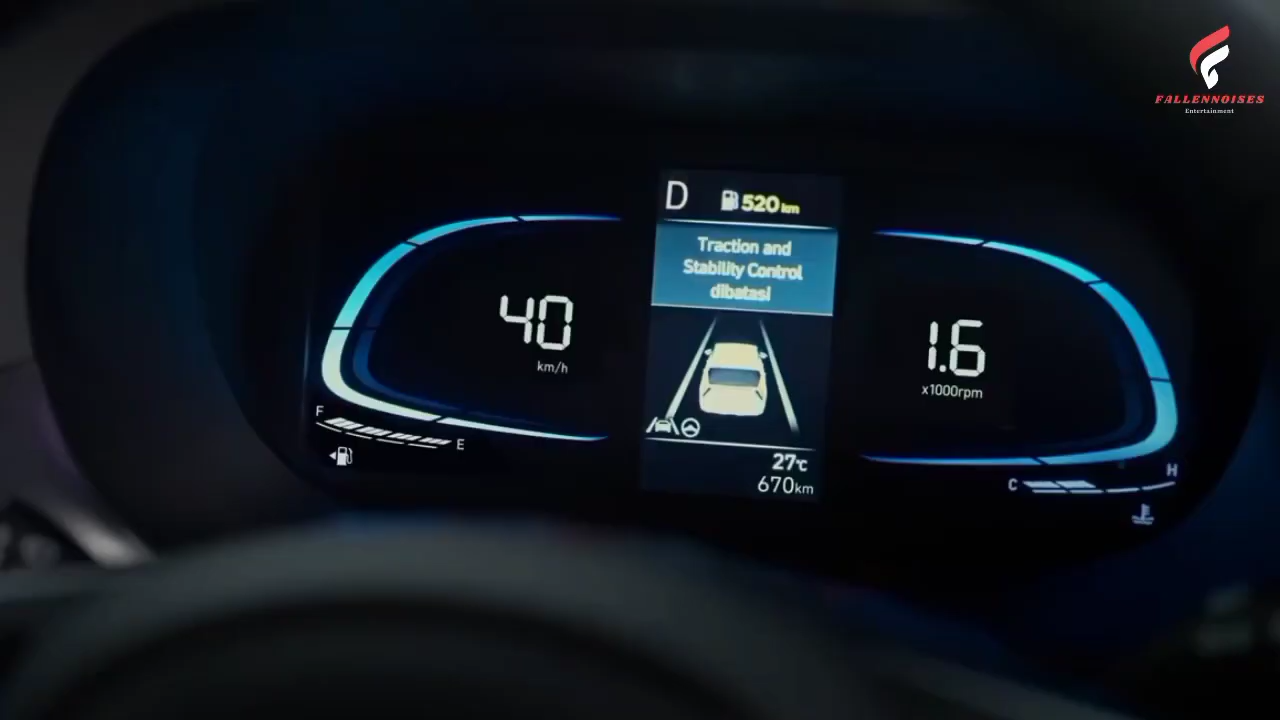 FALLENNOISES
Entertainment
D
520 km
Traction and
Stability Control
dibatasi
40
km/h
1.6
x1000rpm
F
E
C
H
27°C
670km